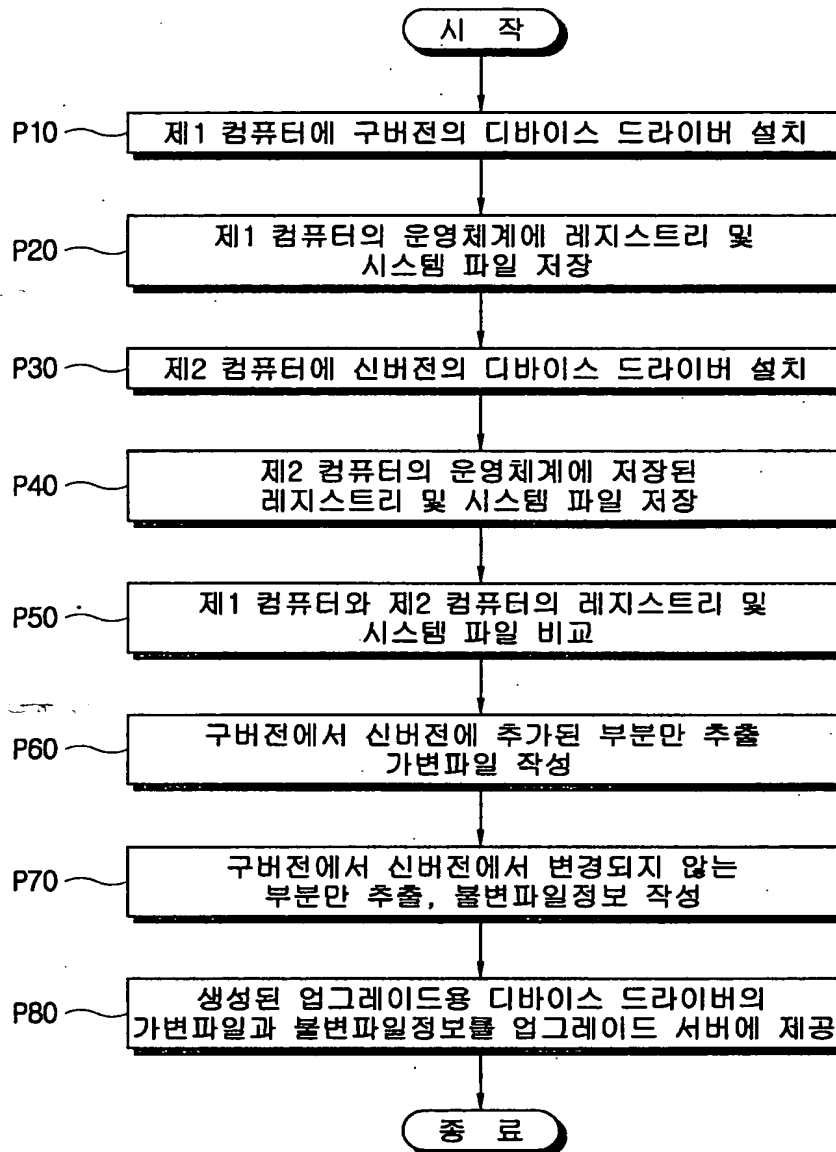 시 작
P10
제1 컴퓨터에 구버전의 디바이스 드라이버 설치
P20
제1 컴퓨터의 운영체계에 레지스트리 및
시스템 파일 저장
P30
제2 컴퓨터에 신버전의 디바이스 드라이버 설치
P40
제2 컴퓨터의 운영체계에 저장된
레지스트리 및 시스템 파일 저장
P50
제1 컴퓨터와 제2 컴퓨터의 레지스트리 및
시스템 파일 비교
P60
구버전에서 신버전에 추가된 부분만 추출
가변파일 작성
P70
구버전에서 신버전에서 변경되지 않는
부분만 추출, 불변파일정보 작성
P80
생성된 업그레이드용 디바이스 드라이버의
가변파일과 불변파일정보를 업그레이드 서버에 제공
종 료